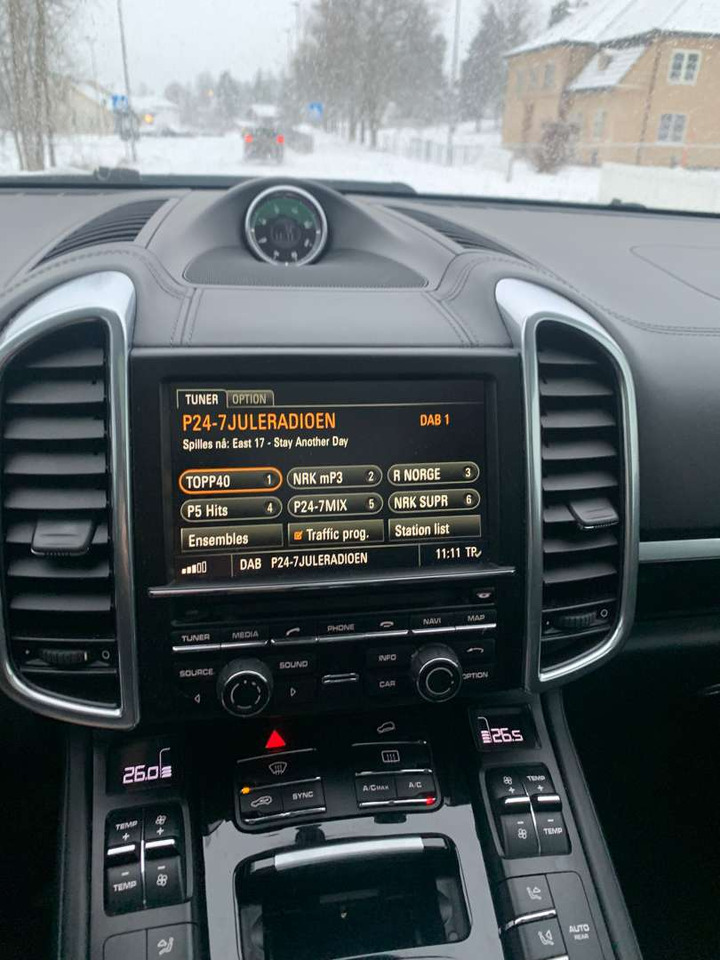 TUNER OPTION
P24-7JULERADIOEN DAB 1
Spilles nå: East 17 - Stay Another Day
TOPP40 1 NRK mP3 2 R NORGE 3
P5 Hits 4 P24-7MIX 5 NRK SUPR 6
Ensembles Traffic prog. Station list
DAB P24-7JULERADIOEN 11:11 TP
TUNER MEDIA PHONE NAVI MAP
SOURCE SOUND INFO OPTION
CAR
26.0 26.5
SYNC A/C MAX A/C
TEMP + + TEMP
TEMP TEMP
AUTO
REAR